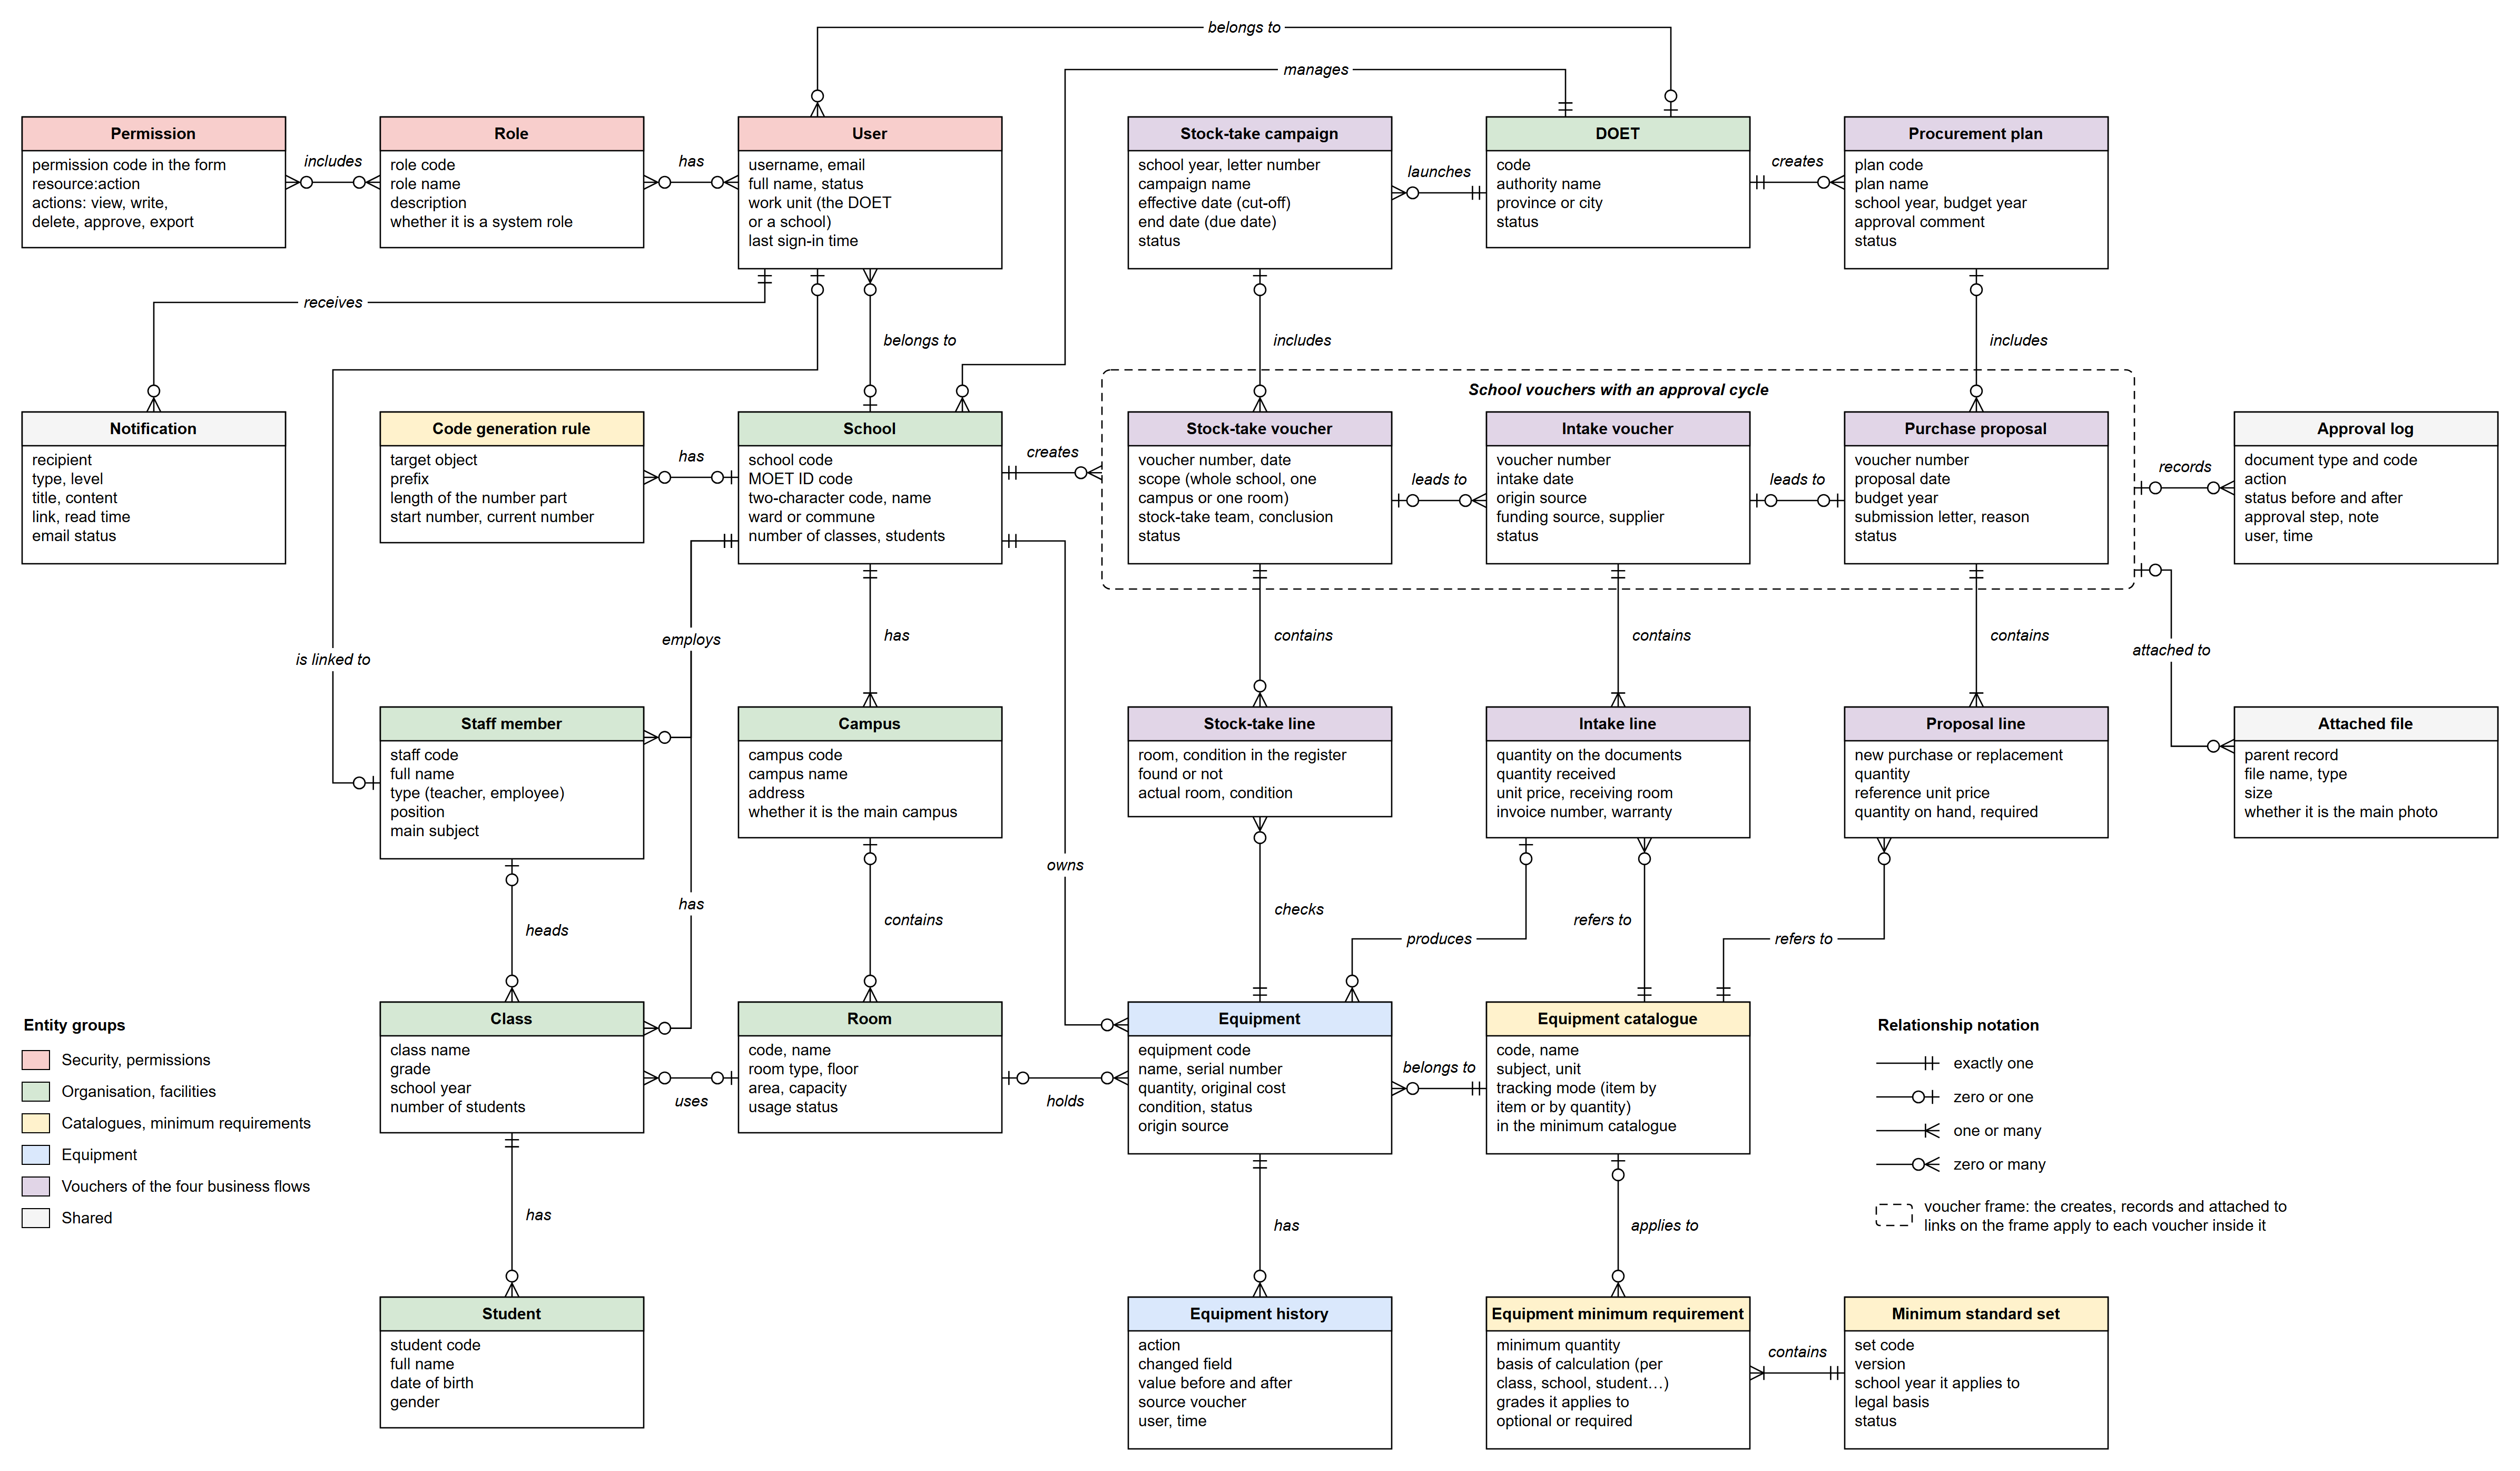 belongs to
manages
Permission
permission code in the form
resource:action
actions: view, write,
delete, approve, export
includes
Role
role code
role name
description
whether it is a system role
has
User
username, email
full name, status
work unit (the DOET
or a school)
last sign-in time
Stock-take campaign
school year, letter number
campaign name
effective date (cut-off)
end date (due date)
status
launches
DOET
code
authority name
province or city
status
creates
Procurement plan
plan code
plan name
school year, budget year
approval comment
status
receives
belongs to
includes
includes
School vouchers with an approval cycle
Notification
recipient
type, level
title, content
link, read time
email status
Code generation rule
target object
prefix
length of the number part
start number, current number
has
School
school code
MOET ID code
two-character code, name
ward or commune
number of classes, students
creates
Stock-take voucher
voucher number, date
scope (whole school, one
campus or one room)
stock-take team, conclusion
status
leads to
Intake voucher
voucher number
intake date
origin source
funding source, supplier
status
leads to
Purchase proposal
voucher number
proposal date
budget year
submission letter, reason
status
records
Approval log
document type and code
action
status before and after
approval step, note
user, time
is linked to
employs
has
contains
contains
contains
attached to
Staff member
staff code
full name
type (teacher, employee)
position
main subject
Campus
campus code
campus name
address
whether it is the main campus
Stock-take line
room, condition in the register
found or not
actual room, condition
Intake line
quantity on the documents
quantity received
unit price, receiving room
invoice number, warranty
Proposal line
new purchase or replacement
quantity
reference unit price
quantity on hand, required
Attached file
parent record
file name, type
size
whether it is the main photo
heads
has
contains
owns
checks
produces
refers to
refers to
Class
class name
grade
school year
number of students
uses
Room
code, name
room type, floor
area, capacity
usage status
holds
Equipment
equipment code
name, serial number
quantity, original cost
condition, status
origin source
belongs to
Equipment catalogue
code, name
subject, unit
tracking mode (item by
item or by quantity)
in the minimum catalogue
Entity groups
Security, permissions
Organisation, facilities
Catalogues, minimum requirements
Equipment
Vouchers of the four business flows
Shared
Relationship notation
exactly one
zero or one
one or many
zero or many
voucher frame: the creates, records and attached to
links on the frame apply to each voucher inside it
has
has
applies to
Student
student code
full name
date of birth
gender
Equipment history
action
changed field
value before and after
source voucher
user, time
Equipment minimum requirement
minimum quantity
basis of calculation (per
class, school, student…)
grades it applies to
optional or required
contains
Minimum standard set
set code
version
school year it applies to
legal basis
status